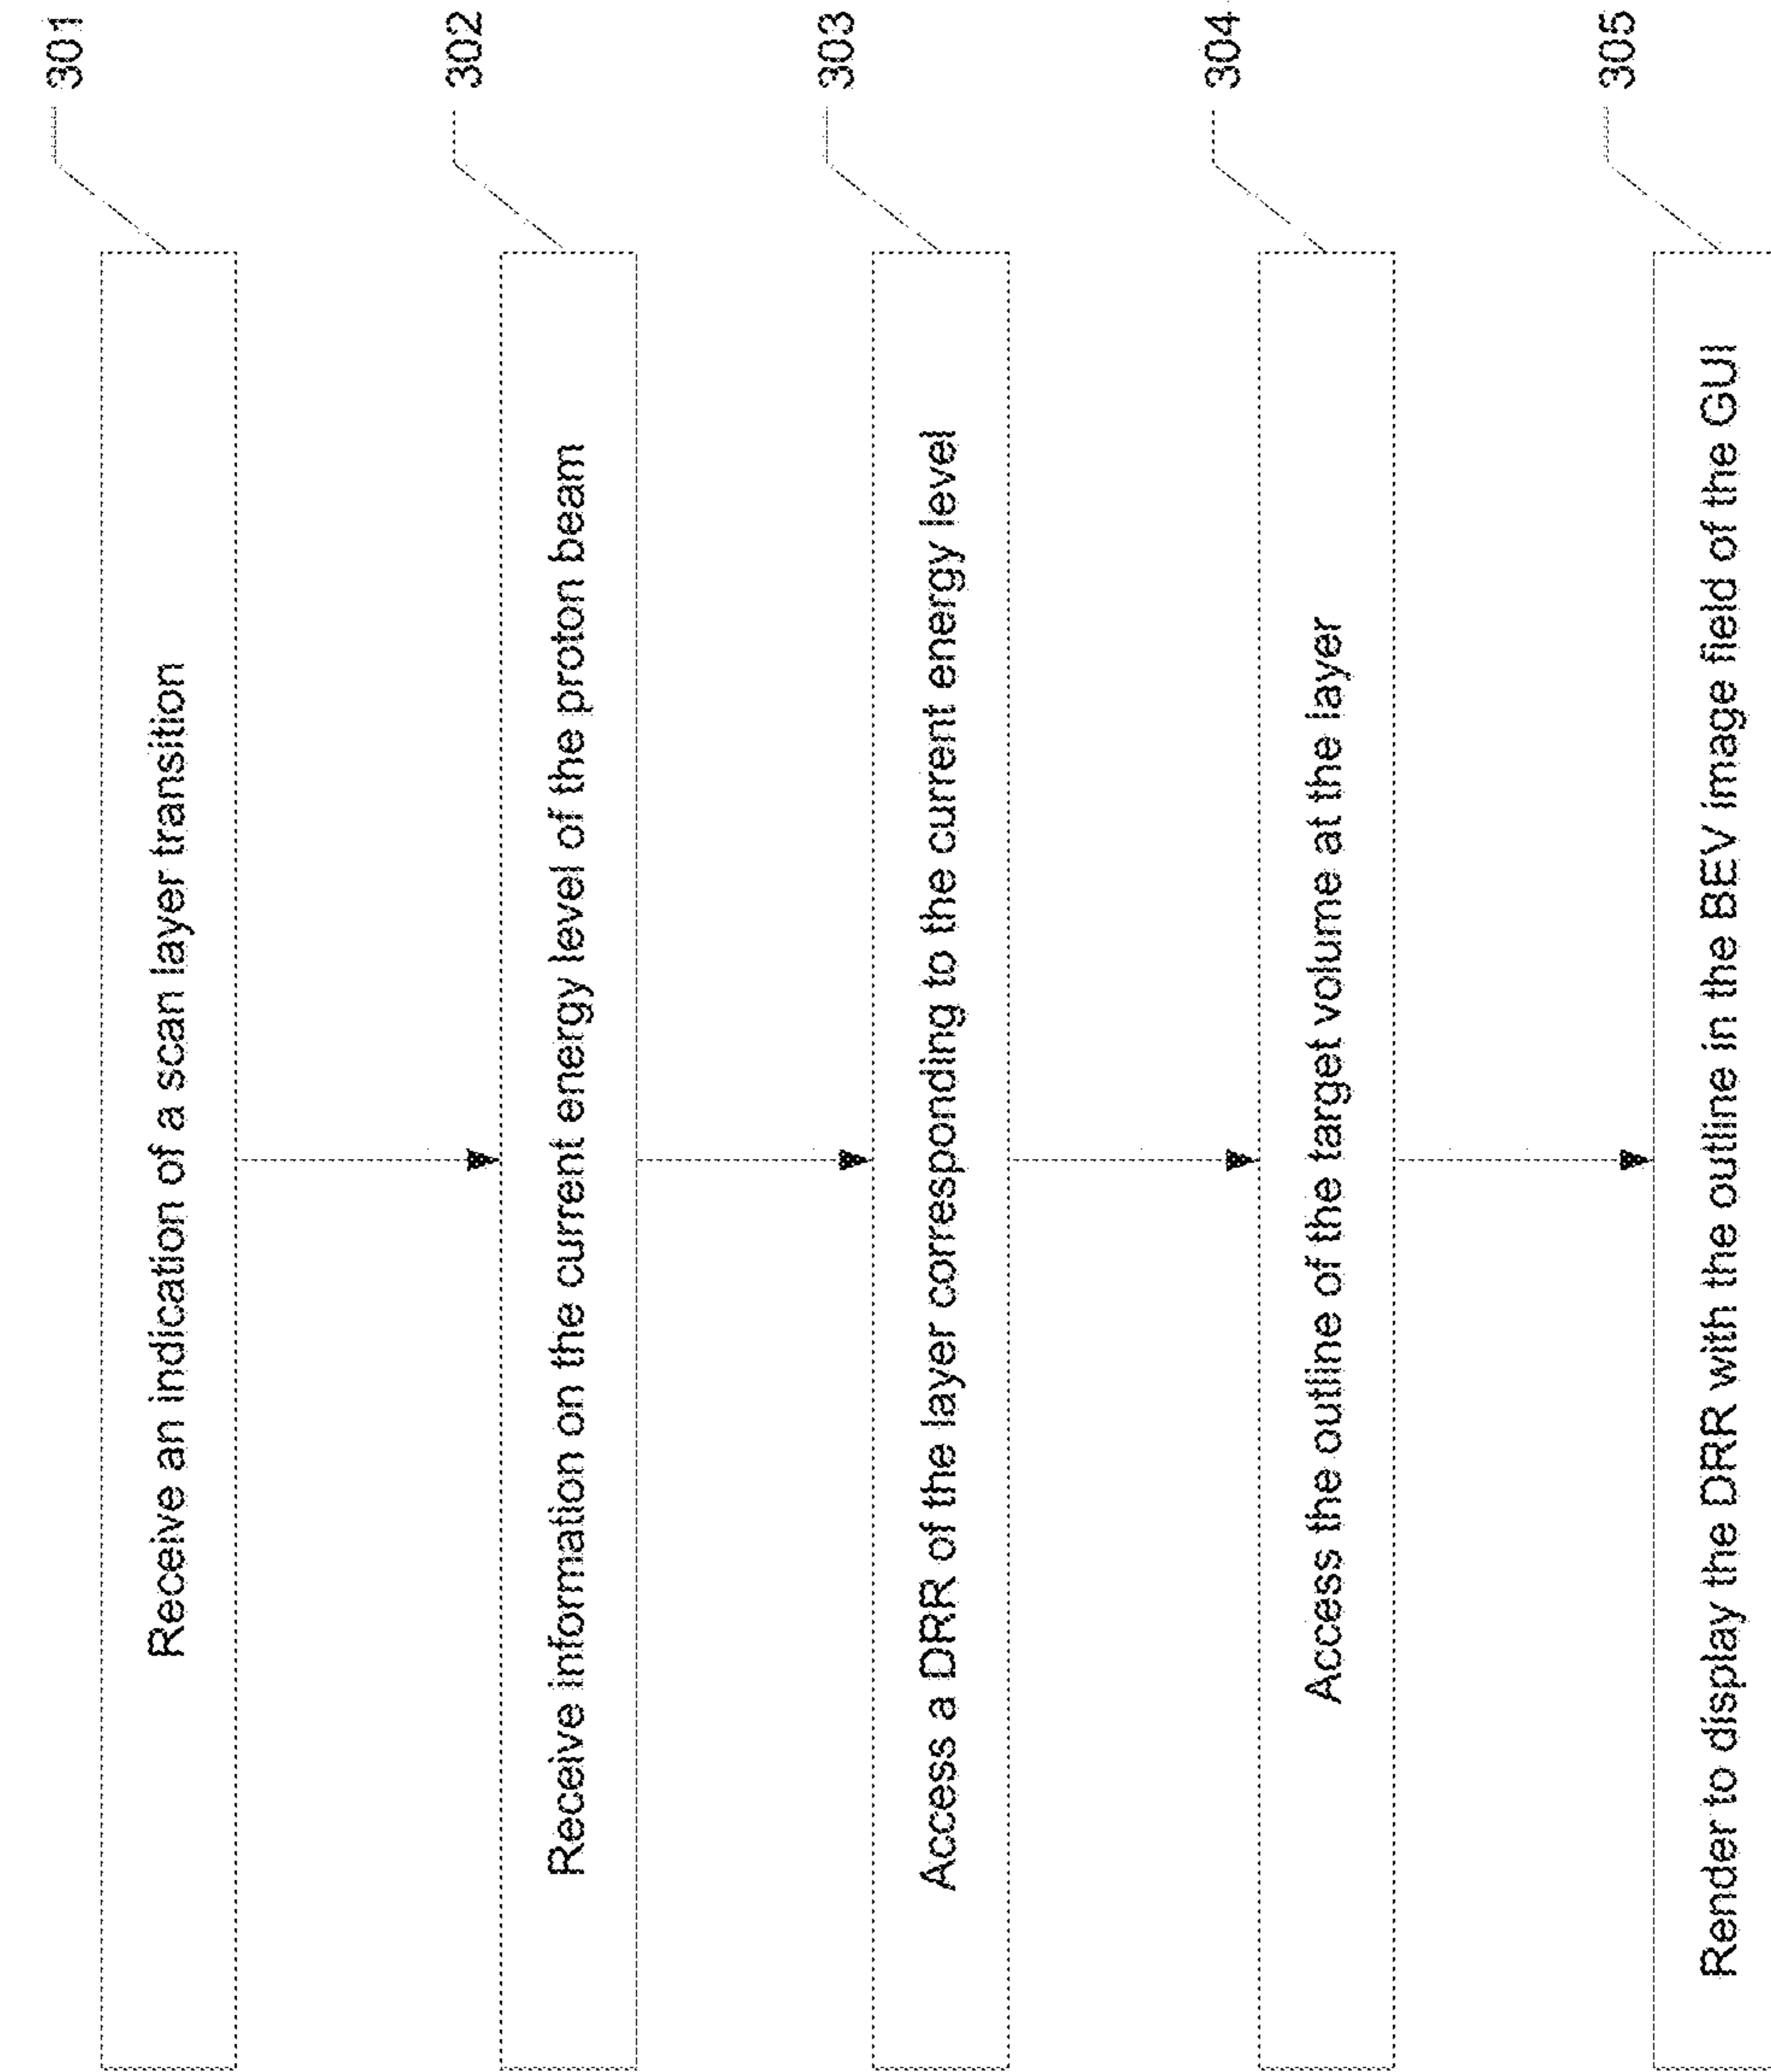 301
Receive an indication of a scan layer transition
302
Receive information on the current energy level of the proton beam
303
Access a DRR of the layer corresponding to the current energy level
304
Access the outline of the target volume at the layer
305
Render to display the DRR with the outline in the BEV image field of the GUI